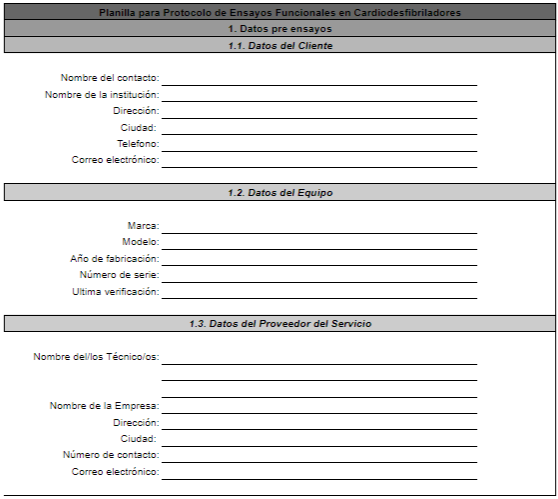 Planilla para Protocolo de Ensayos Funcionales en Cardiodesfibriladores
1. Datos pre ensayos
1.1. Datos del Cliente
Nombre del contacto:
Nombre de la institución:
Dirección:
Ciudad:
Telefono:
Correo electrónico:
1.2. Datos del Equipo
Marca:
Modelo:
Año de fabricación:
Número de serie:
Ultima verificación:
1.3. Datos del Proveedor del Servicio
Nombre del/los Técnico/os:
Nombre de la Empresa:
Dirección:
Ciudad:
Número de contacto:
Correo electrónico: